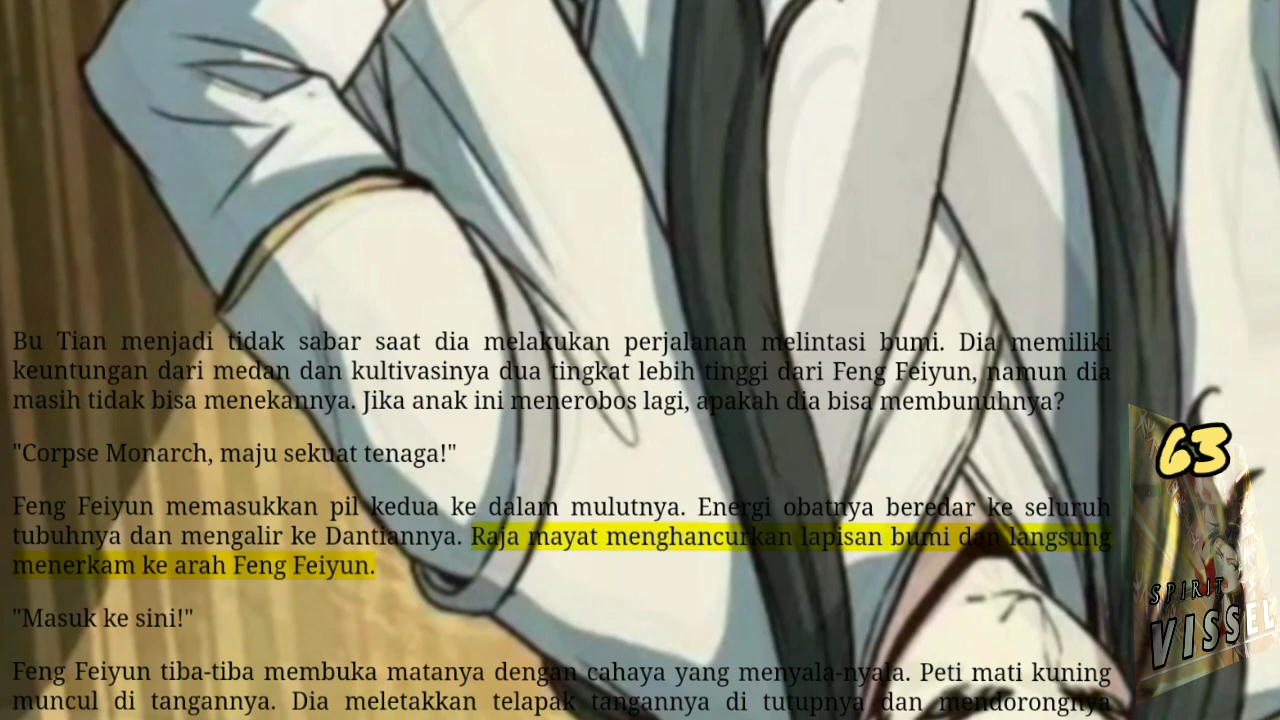 Bu Tian menjadi tidak sabar saat dia melakukan perjalanan melintasi bumi. Dia memiliki
keuntungan dari medan dan kultivasinya dua tingkat lebih tinggi dari Feng Feiyun, namun dia
masih tidak bisa menekannya. Jika anak ini menerobos lagi, apakah dia bisa membunuhnya?
"Corpse Monarch, maju sekuat tenaga!"
Feng Feiyun memasukkan pil kedua ke dalam mulutnya. Energi obatnya beredar ke seluruh
tubuhnya dan mengalir ke Dantiannya. Raja mayat menghancurkan lapisan bumi dan langsung
menerkam ke arah Feng Feiyun.
"Masuk ke sini!"
Feng Feiyun tiba-tiba membuka matanya dengan cahaya yang menyala-nyala. Peti mati kuning
muncul di tangannya. Dia meletakkan telapak tangannya di tutupnya dan mendorongnya
63
SPIRIT
VISSEL